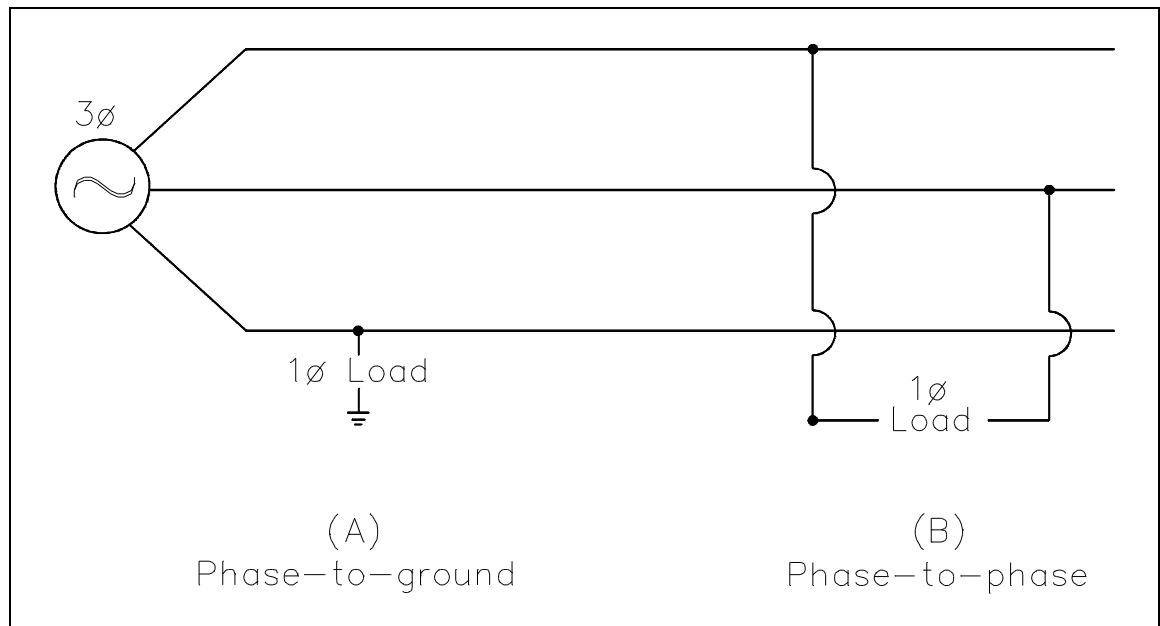 3ø
1ø Load
1ø
Load
(A)
Phase-to-ground
(B)
Phase-to-phase